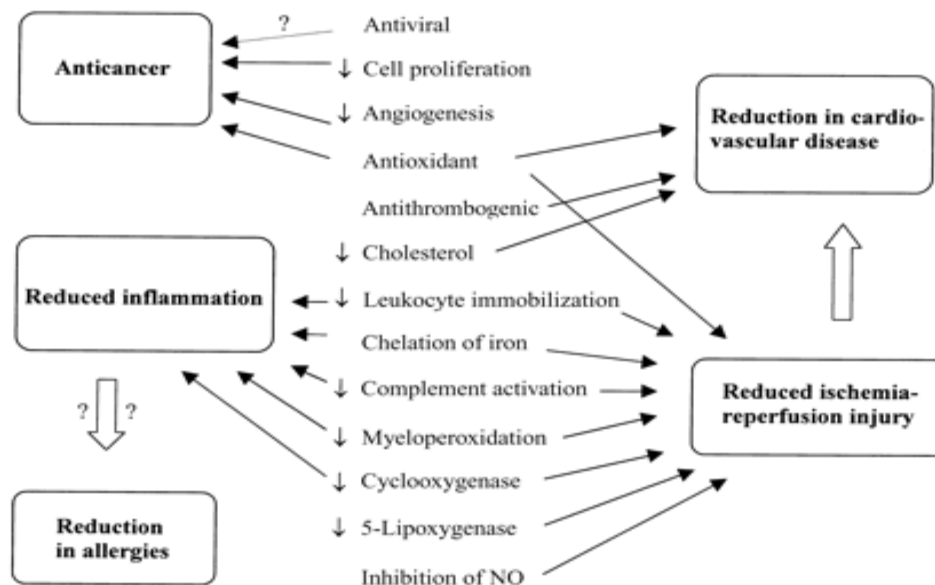 ?
Antiviral
Anticancer
↓ Cell proliferation
↓ Angiogenesis
Reduction in cardio-
vascular disease
Antioxidant
Antithrombogenic
↓ Cholesterol
Reduced inflammation
↓ Leukocyte immobilization
Chelation of iron
↓ Complement activation
Reduced ischemia-
reperfusion injury
? ?
↓ Myeloperoxidation
↓ Cyclooxygenase
Reduction
in allergies
↓ 5-Lipoxygenase
Inhibition of NO